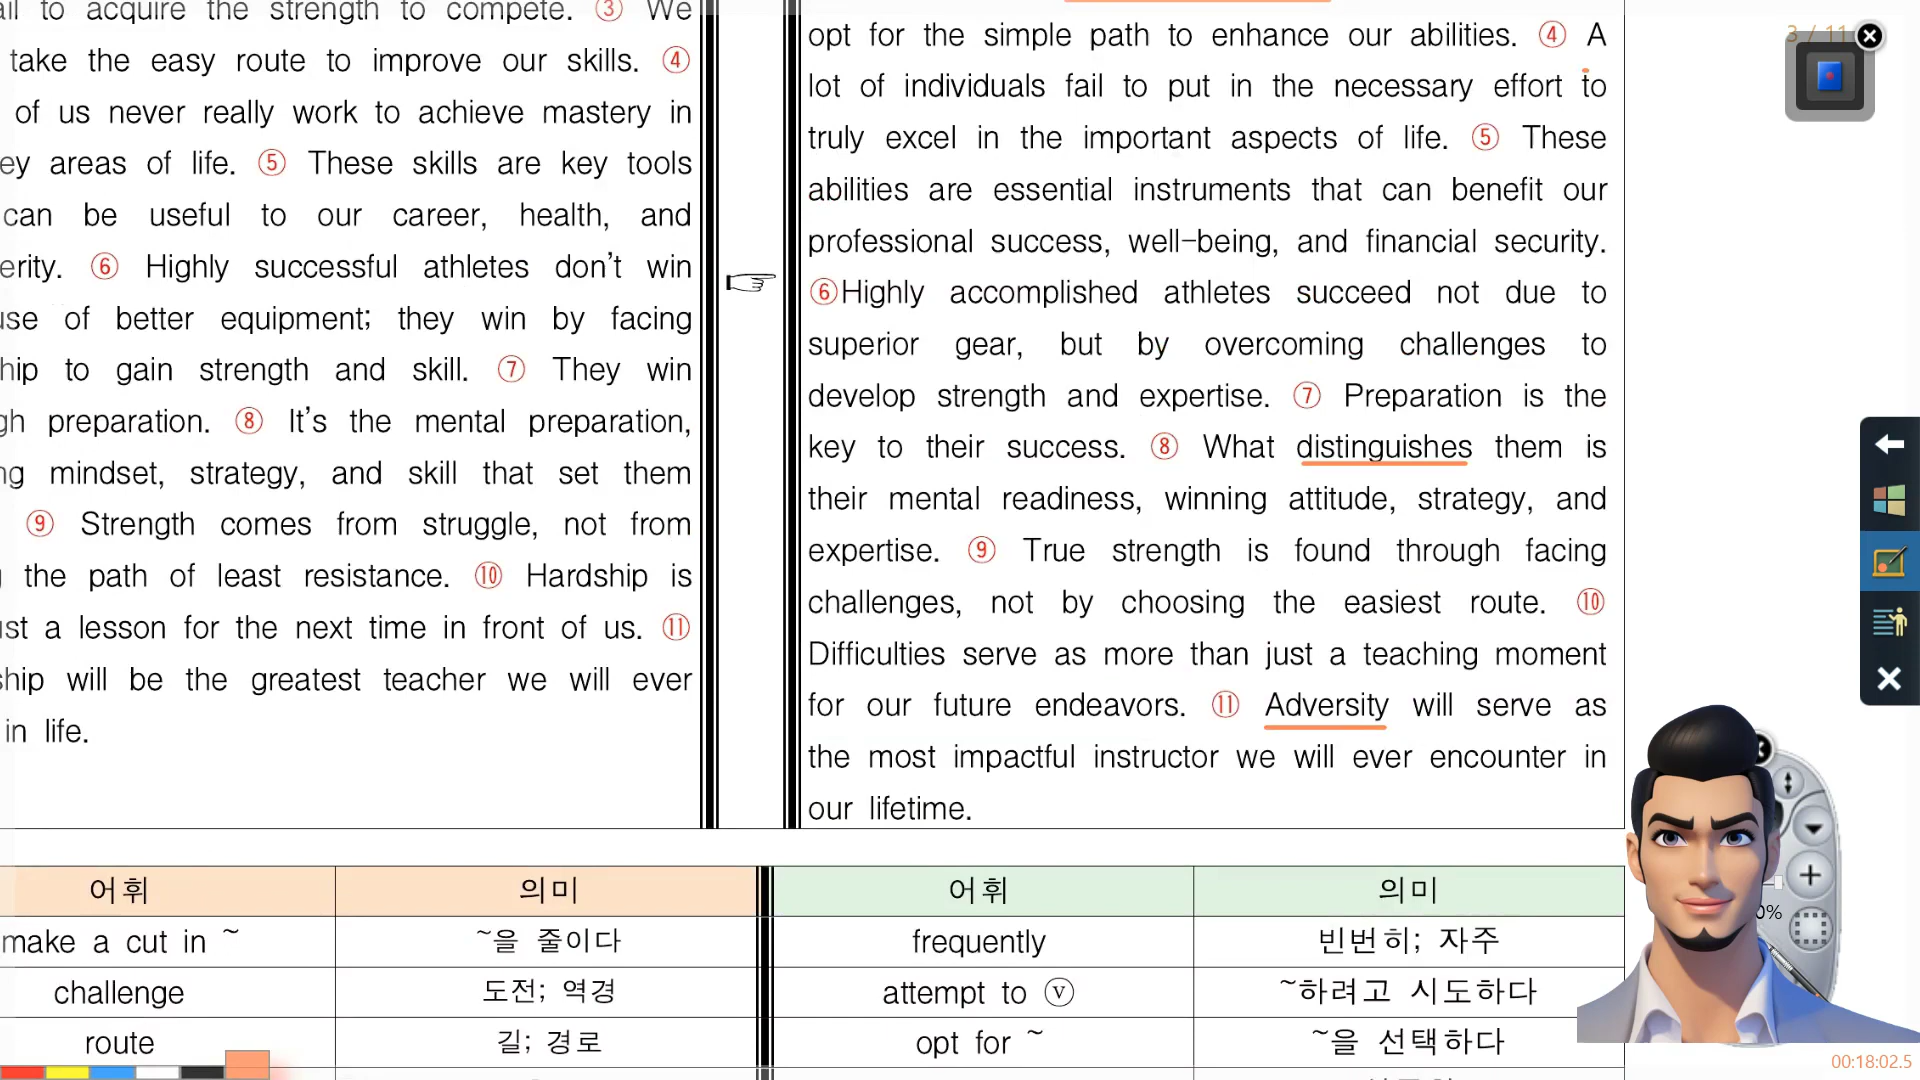 ail to acquire the strength to compete. ③ We
take the easy route to improve our skills. ④
of us never really work to achieve mastery in
ey areas of life. ⑤ These skills are key tools
can be useful to our career, health, and
erity. ⑥ Highly successful athletes don't win
use of better equipment; they win by facing
hip to gain strength and skill. ⑦ They win
gh preparation. ⑧ It's the mental preparation,
ng mindset, strategy, and skill that set them
⑨ Strength comes from struggle, not from
the path of least resistance. ⑩ Hardship is
ust a lesson for the next time in front of us. ⑪
ship will be the greatest teacher we will ever
in life.
☞
opt for the simple path to enhance our abilities. ④ A
lot of individuals fail to put in the necessary effort to
truly excel in the important aspects of life. ⑤ These
abilities are essential instruments that can benefit our
professional success, well-being, and financial security.
⑥Highly accomplished athletes succeed not due to
superior gear, but by overcoming challenges to
develop strength and expertise. ⑦ Preparation is the
key to their success. ⑧ What distinguishes them is
their mental readiness, winning attitude, strategy, and
expertise. ⑨ True strength is found through facing
challenges, not by choosing the easiest route. ⑩
Difficulties serve as more than just a teaching moment
for our future endeavors. ⑪ Adversity will serve as
the most impactful instructor we will ever encounter in
our lifetime.
어휘 의미 어휘 의미
make a cut in ~ ~을 줄이다 frequently 빈번히; 자주
challenge 도전; 역경 attempt to ⓥ ~하려고 시도하다
route 길; 경로 opt for ~ ~을 선택하다
3 / 11
0%
00:18:02.5